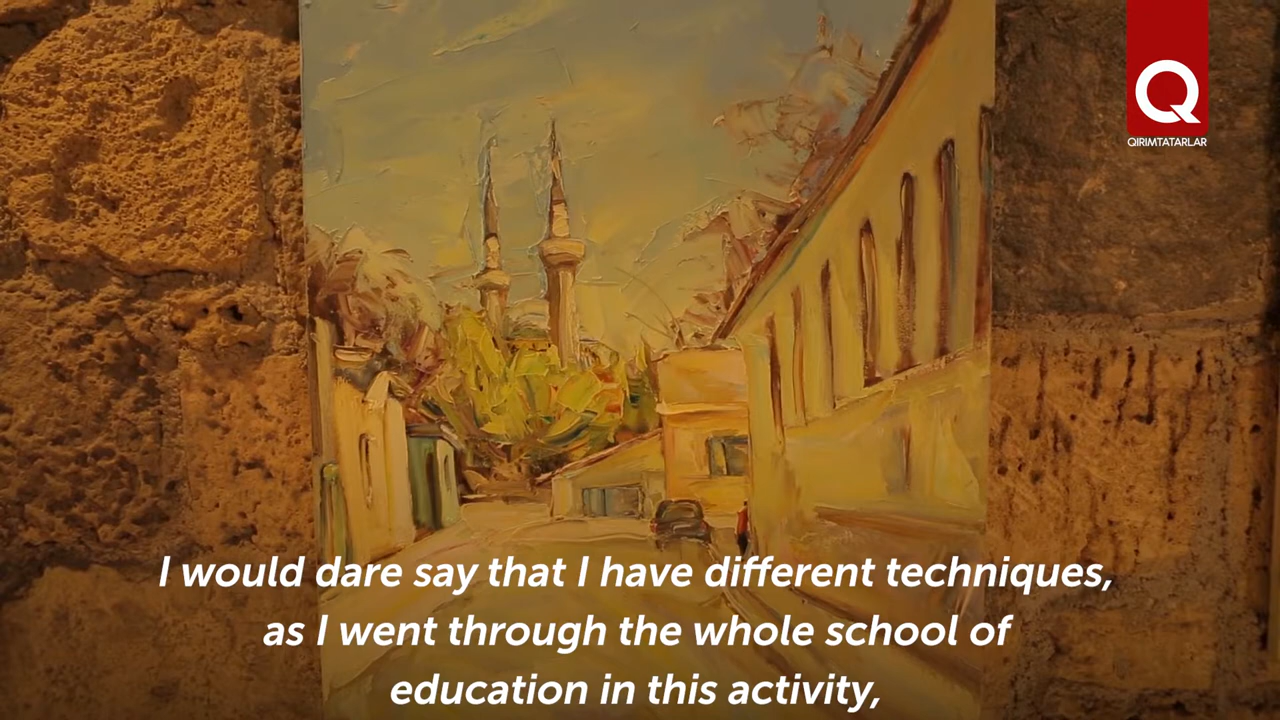 Q
QIRIMTATARLAR
I would dare say that I have different techniques,
as I went through the whole school of
education in this activity,